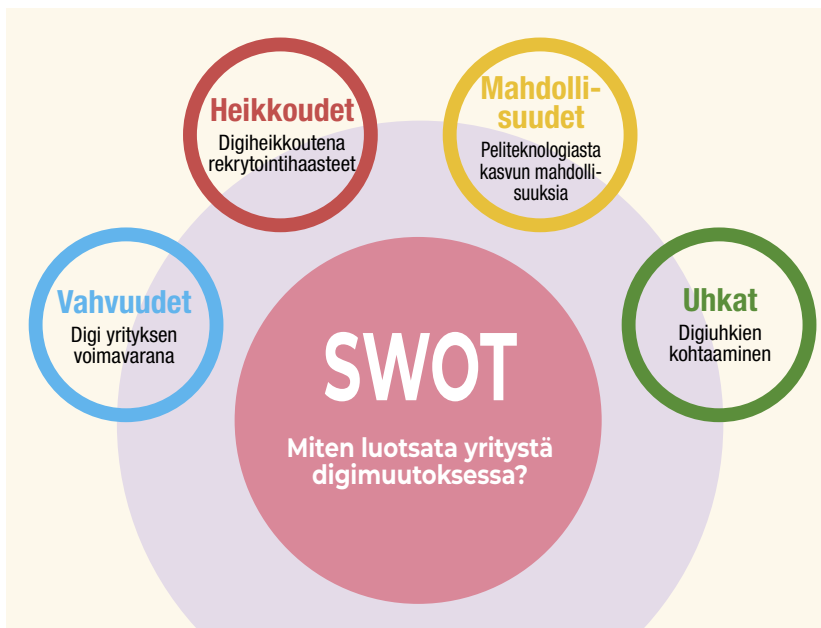 Heikkoudet
Digiheikkoutena
rekrytointihaasteet
Mahdolli-
suudet
Peliteknologiasta
kasvun mahdolli-
suuksia
Vahvuudet
Digi yrityksen
voimavarana
Uhkat
Digiuhkien
kohtaaminen
SWOT
Miten luotsata yritystä
digimuutoksessa?